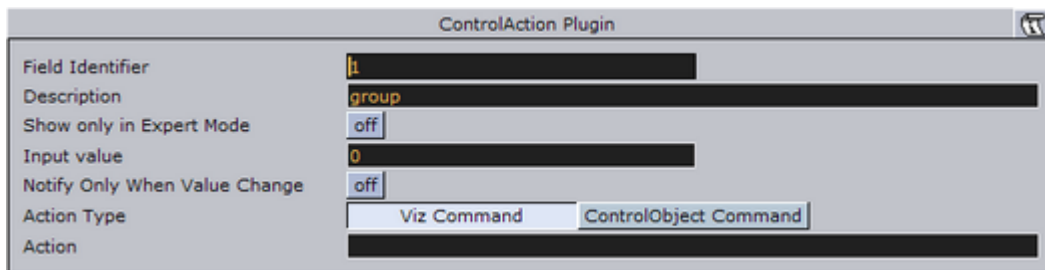 ControlAction Plugin
Field Identifier 1
Description group
Show only in Expert Mode off
Input value 0
Notify Only When Value Change off
Action Type Viz Command ControlObject Command
Action